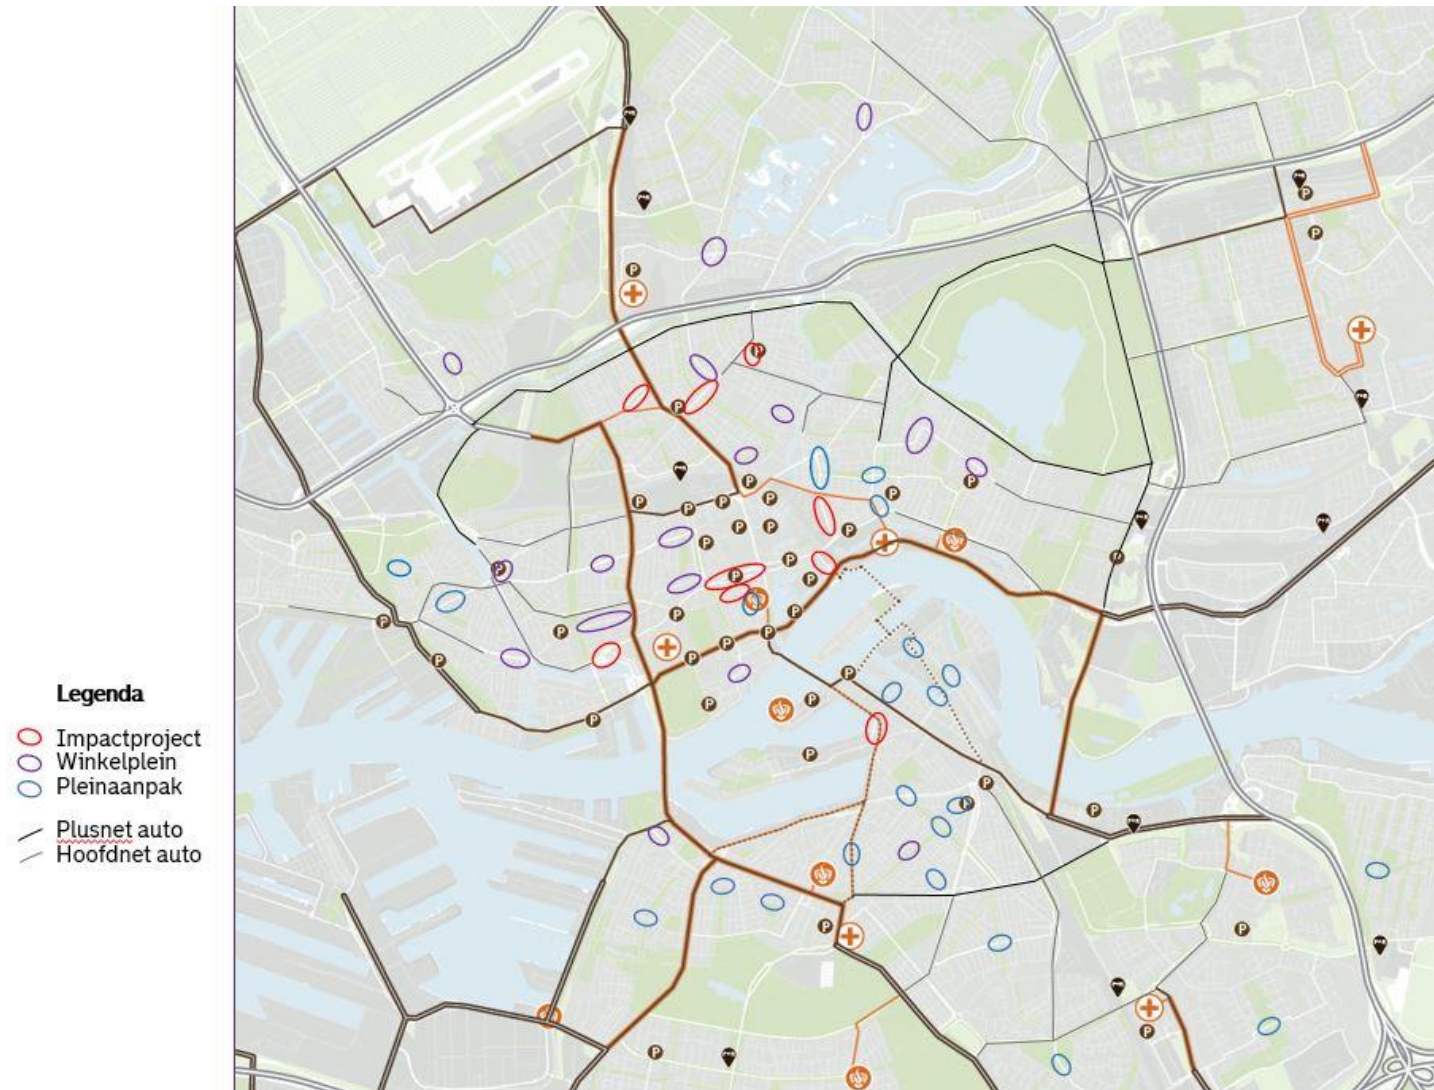 Legenda
Impactproject
Winkelplein
Pleinaanpak
Plusnet auto
Hoofdnet auto